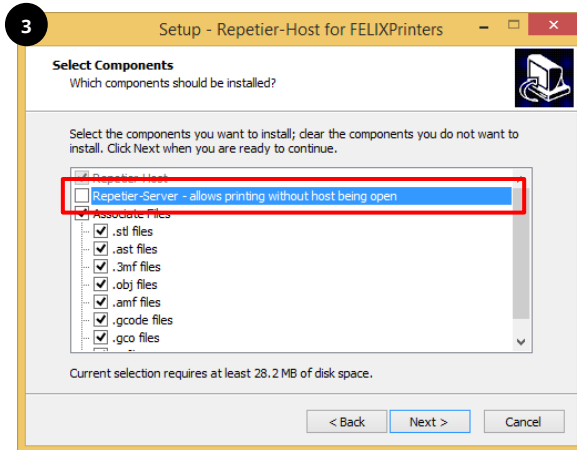 3
Setup - Repetier-Host for FELIXPrinters
Select Components
Which components should be installed?
Select the components you want to install; clear the components you do not want to
install. Click Next when you are ready to continue.
Repetier-Host
Repetier-Server - allows printing without host being open
Associate Files
.stl files
.ast files
.3mf files
.obj files
.amf files
.gcode files
.gco files
Current selection requires at least 28.2 MB of disk space.
< Back
Next >
Cancel